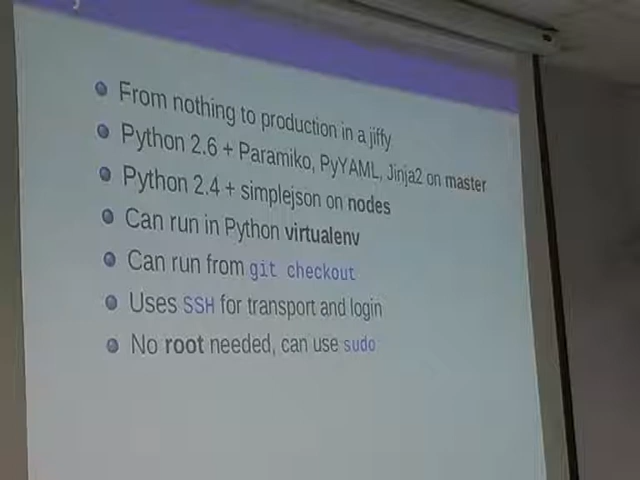 From nothing to production in a jiffy
Python 2.6 + Paramiko, PyYAML, Jinja2 on master
Python 2.4 + simplejson on nodes
Can run in Python virtualenv
Can run from git checkout
Uses SSH for transport and login
No root needed, can use sudo